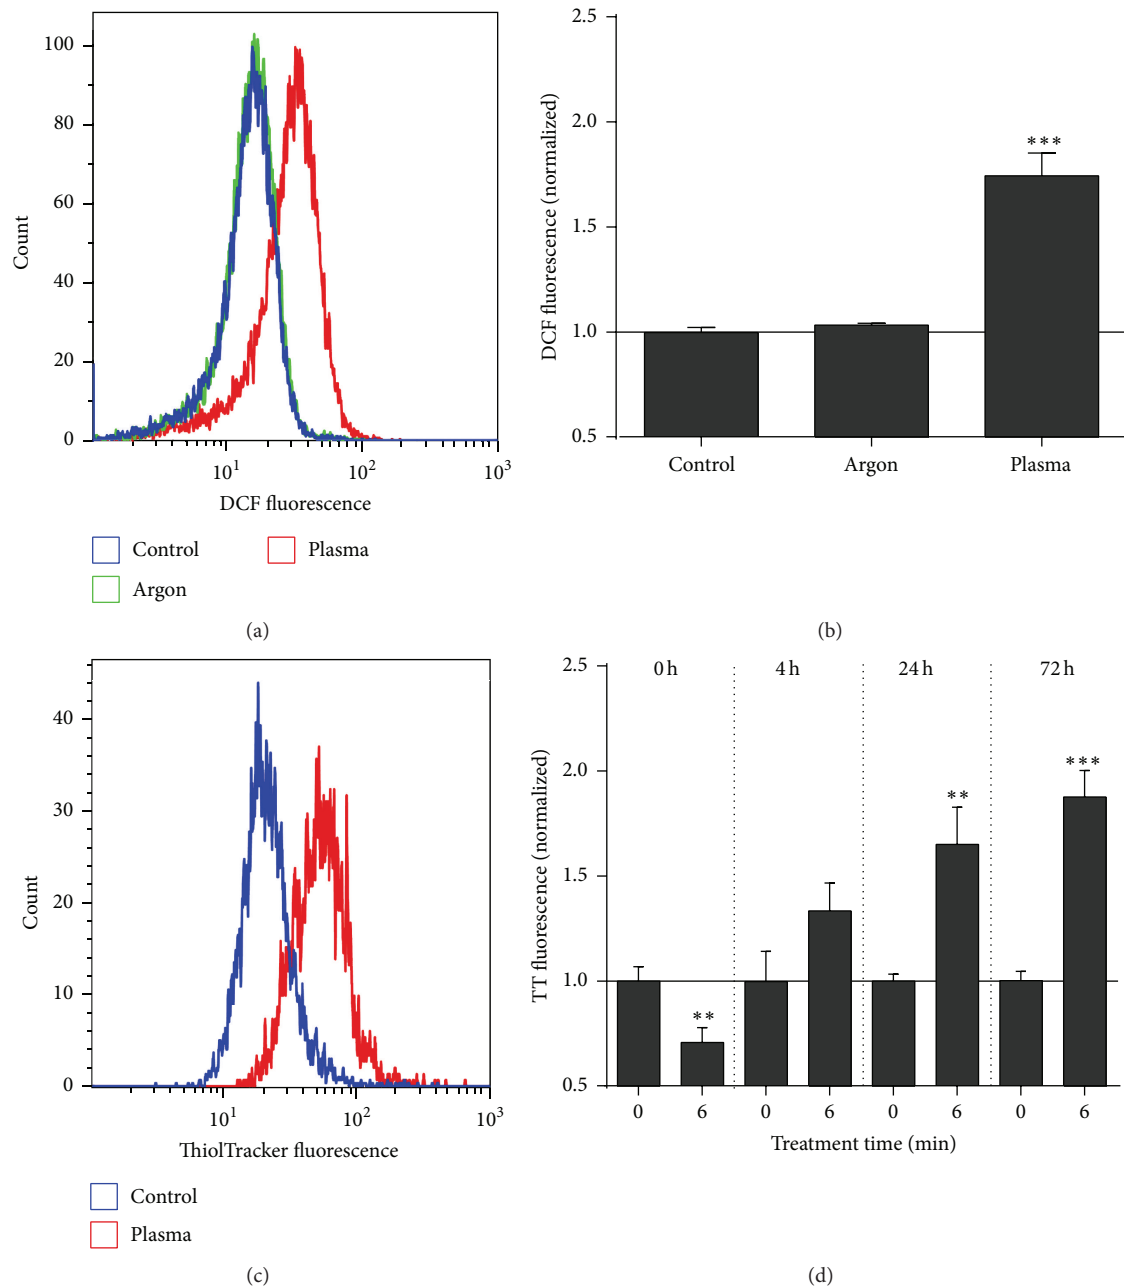 100
80
60
40
20
0
Count
10¹
10²
10³
DCF fluorescence
Control
Plasma
Argon
(a)
2.5
2.0
1.5
1.0
0.5
DCF fluorescence (normalized)
***
Control
Argon
Plasma
(b)
40
30
20
10
0
Count
10¹
10²
10³
ThiolTracker fluorescence
Control
Plasma
(c)
2.5
2.0
1.5
1.0
0.5
TT fluorescence (normalized)
0 h
4 h
24 h
72 h
**
**
***
0
6
0
6
0
6
0
6
Treatment time (min)
(d)